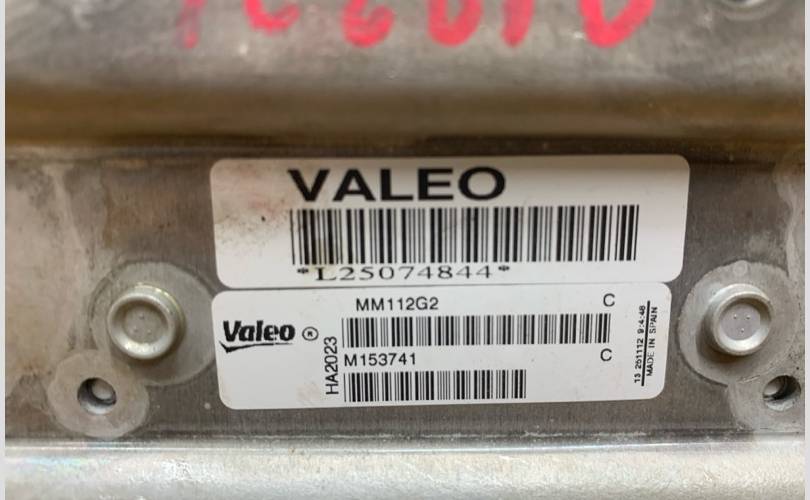 VALEO
*L25074844*
MM112G2 C
Valeo ®
HA2023
M153741 C
13 251112 9:4:48
MADE IN SPAIN